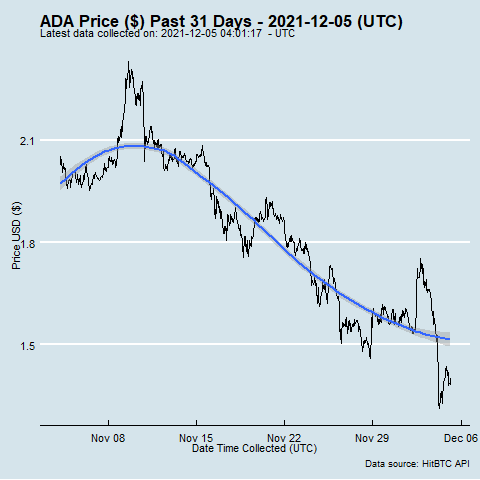 ADA Price ($) Past 31 Days - 2021-12-05 (UTC)
Latest data collected on: 2021-12-05 04:01:17  - UTC
Price USD ($)
2.1
1.8
1.5
Nov 08
Nov 15
Nov 22
Nov 29
Dec 06
Date Time Collected (UTC)
Data source: HitBTC API